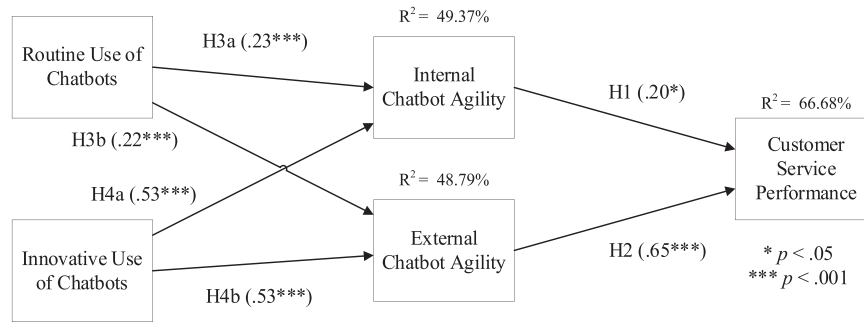 R² = 49.37%
Routine Use of
Chatbots
H3a (.23***)
Internal
Chatbot Agility
H1 (.20*)
R² = 66.68%
H3b (.22***)
Customer
Service
Performance
R² = 48.79%
H4a (.53***)
Innovative Use
of Chatbots
External
Chatbot Agility
H2 (.65***)
H4b (.53***)
* p < .05
*** p < .001